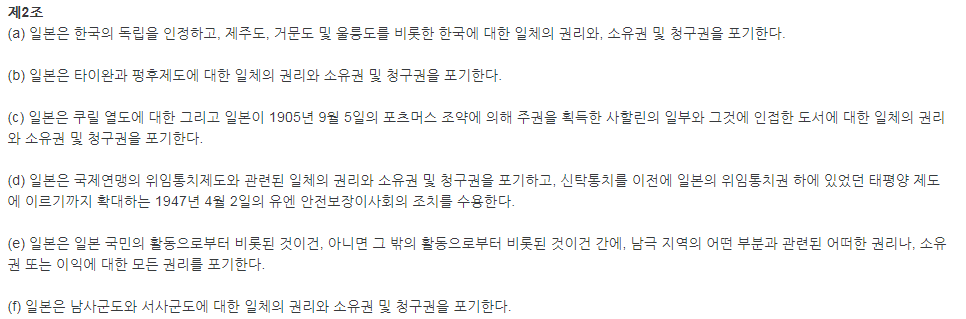 제2조
(a) 일본은 한국의 독립을 인정하고, 제주도, 거문도 및 울릉도를 비롯한 한국에 대한 일체의 권리와, 소유권 및 청구권을 포기한다.
(b) 일본은 타이완과 펑후제도에 대한 일체의 권리와 소유권 및 청구권을 포기한다.
(c) 일본은 쿠릴 열도에 대한 그리고 일본이 1905년 9월 5일의 포츠머스 조약에 의해 주권을 획득한 사할린의 일부와 그것에 인접한 도서에 대한 일체의 권리
와 소유권 및 청구권을 포기한다.
(d) 일본은 국제연맹의 위임통치제도와 관련된 일체의 권리와 소유권 및 청구권을 포기하고, 신탁통치를 이전에 일본의 위임통치권 하에 있었던 태평양 제도
에 이르기까지 확대하는 1947년 4월 2일의 유엔 안전보장이사회의 조치를 수용한다.
(e) 일본은 일본 국민의 활동으로부터 비롯된 것이건, 아니면 그 밖의 활동으로부터 비롯된 것이건 간에, 남극 지역의 어떤 부분과 관련된 어떠한 권리나, 소유
권 또는 이익에 대한 모든 권리를 포기한다.
(f) 일본은 남사군도와 서사군도에 대한 일체의 권리와 소유권 및 청구권을 포기한다.